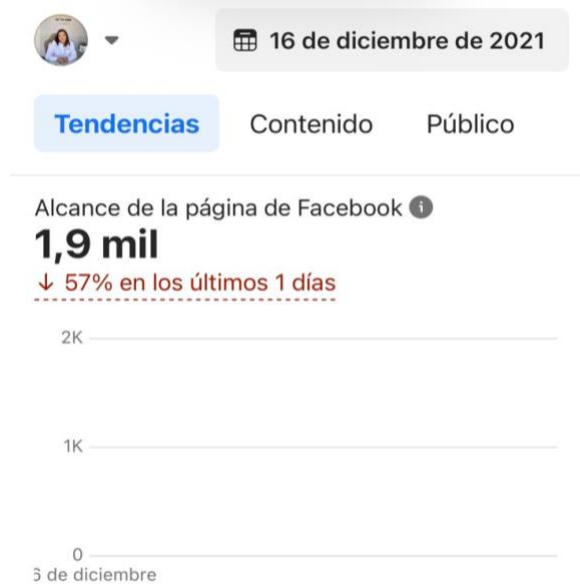 16 de diciembre de 2021
Tendencias Contenido Público
Alcance de la página de Facebook
1,9 mil
↓ 57% en los últimos 1 días
2K
1K
0
6 de diciembre